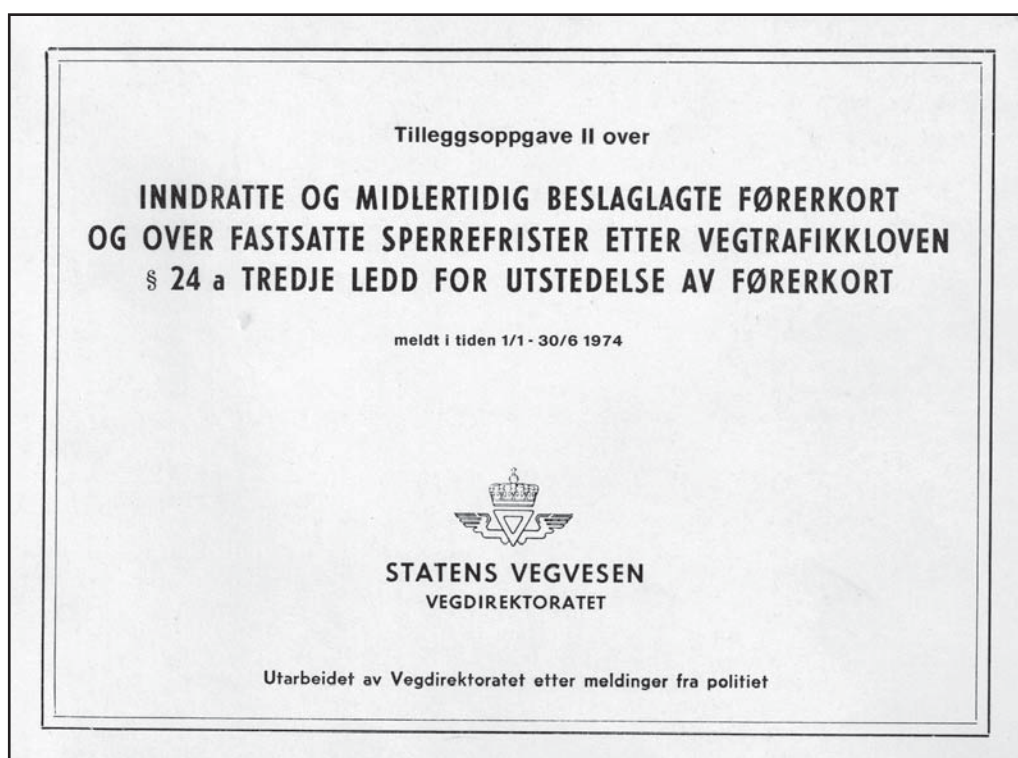 Tilleggsoppgave II over
INNDRATTE OG MIDLERTIDIG BESLAGLAGTE FØRERKORT
OG OVER FASTSATTE SPERREFRISTER ETTER VEGTRAFIKKLOVEN
§ 24 a TREDJE LEDD FOR UTSTEDELSE AV FØRERKORT
meldt i tiden 1/1 - 30/6 1974
STATENS VEGVESEN
VEGDIREKTORATET
Utarbeidet av Vegdirektoratet etter meldinger fra politiet